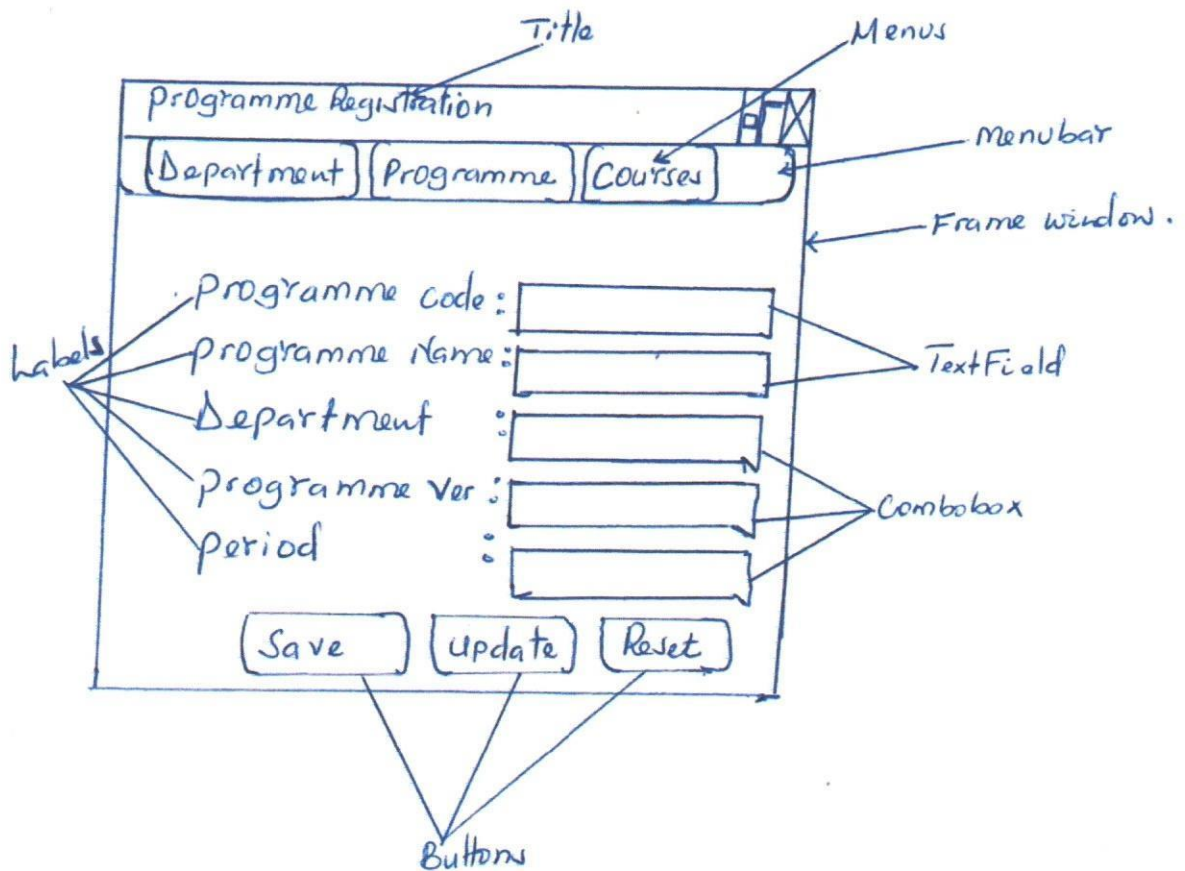 Title
Menus
Programme Registration
menubar
Department Programme Courses
Frame window.
Programme code :
Labels
Programme Name :
TextField
Department :
Programme Ver :
Combobox
Period :
Save Update Reset
Buttons